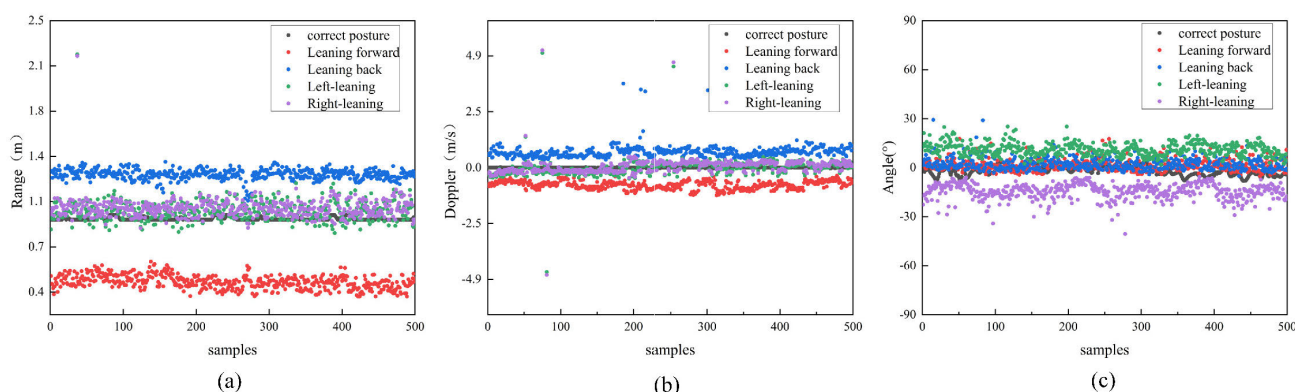 2.5
2.1
1.8
1.4
1.1
0.7
0.4
Range（m）
0 100 200 300 400 500
samples
correct posture
Leaning forward
Leaning back
Left-leaning
Right-leaning
(a)
4.9
2.5
0.0
-2.5
-4.9
Doppler（m/s）
0 100 200 300 400 500
samples
correct posture
Leaning forward
Leaning back
Left-leaning
Right-leaning
(b)
90
60
30
0
-30
-60
-90
Angle(°)
0 100 200 300 400 500
samples
correct posture
Leaning forward
Leaning back
Left-leaning
Right-leaning
(c)